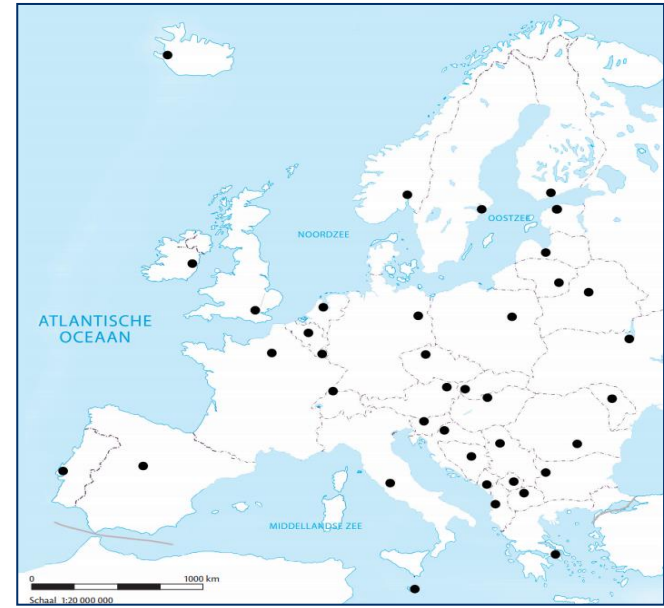 NOORDZEE
OOSTZEE
ATLANTISCHE
OCEAAN
MIDDELLANDSE ZEE
0 1000 km
Schaal 1:20 000 000